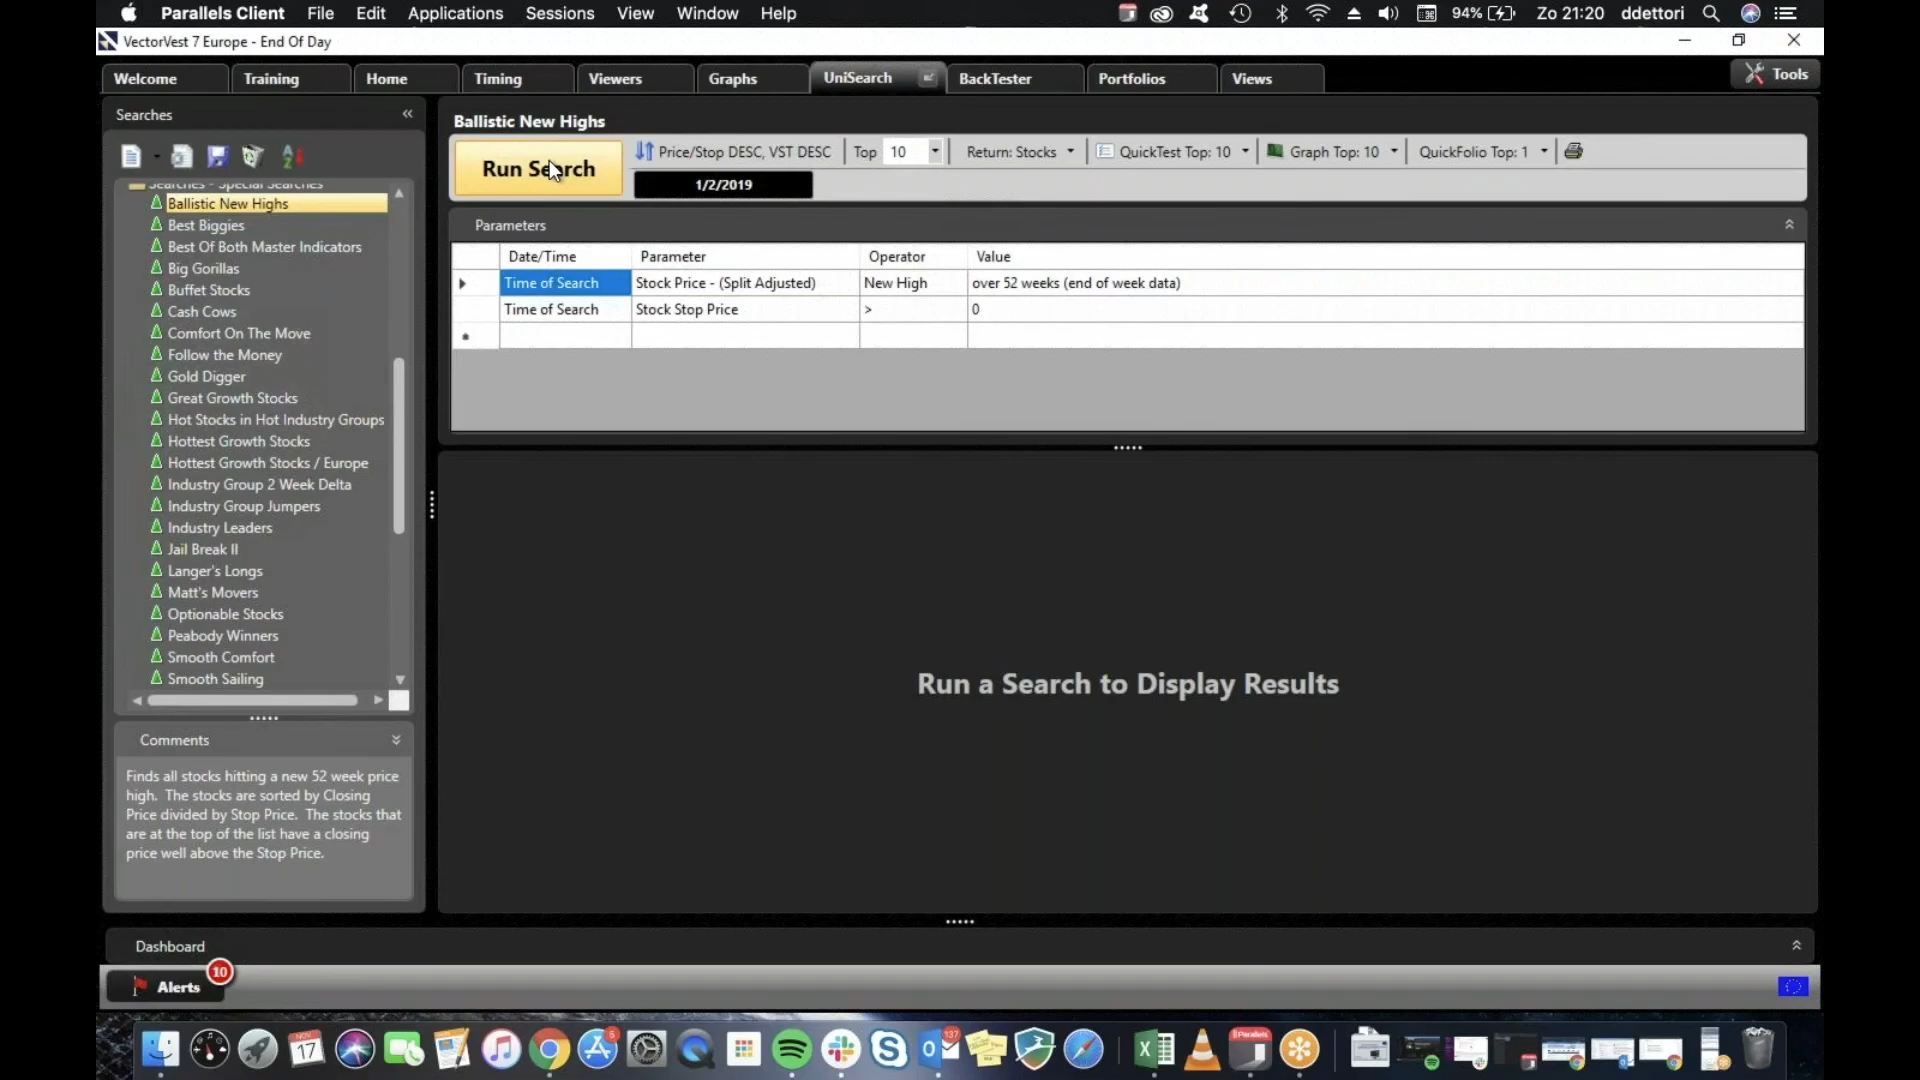 Parallels Client File Edit Applications Sessions View Window Help 94% Zo 21:20 ddettori
VectorVest 7 Europe - End Of Day
Welcome Training Home Timing Viewers Graphs UniSearch BackTester Portfolios Views Tools
Searches
Ballistic New Highs
Run Search
Price/Stop DESC, VST DESC Top 10 Return: Stocks QuickTest Top: 10 Graph Top: 10 QuickFolio Top: 1
1/2/2019
Searches - Special Searches
Ballistic New Highs
Best Biggies
Best Of Both Master Indicators
Big Gorillas
Buffet Stocks
Cash Cows
Comfort On The Move
Follow the Money
Gold Digger
Great Growth Stocks
Hot Stocks in Hot Industry Groups
Hottest Growth Stocks
Hottest Growth Stocks / Europe
Industry Group 2 Week Delta
Industry Group Jumpers
Industry Leaders
Jail Break II
Langer's Longs
Matt's Movers
Optionable Stocks
Peabody Winners
Smooth Comfort
Smooth Sailing
Parameters
Date/Time Parameter Operator Value
Time of Search Stock Price - (Split Adjusted) New High over 52 weeks (end of week data)
Time of Search Stock Stop Price > 0
Run a Search to Display Results
Comments
Finds all stocks hitting a new 52 week price
high. The stocks are sorted by Closing
Price divided by Stop Price. The stocks that
are at the top of the list have a closing
price well above the Stop Price.
Dashboard
Alerts 10
NOV
17
5
137